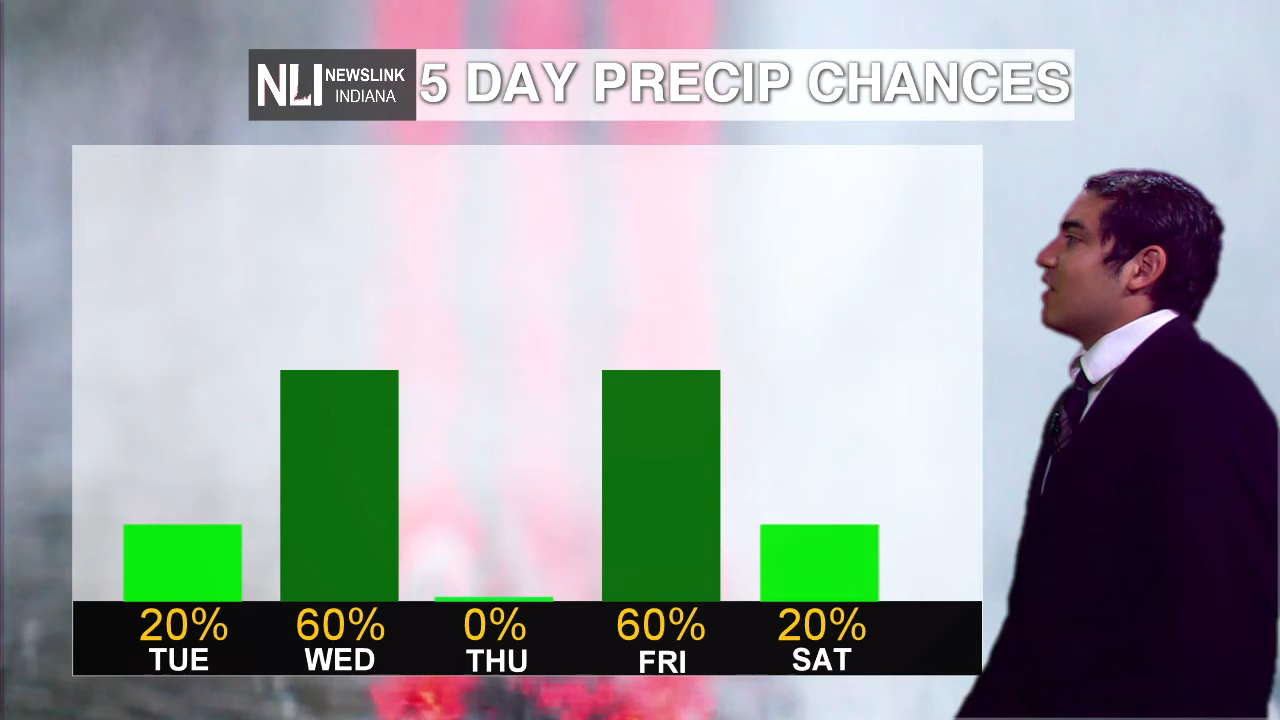 NLI NEWSLINK INDIANA
5 DAY PRECIP CHANCES
20% 60% 0% 60% 20%
TUE WED THU FRI SAT